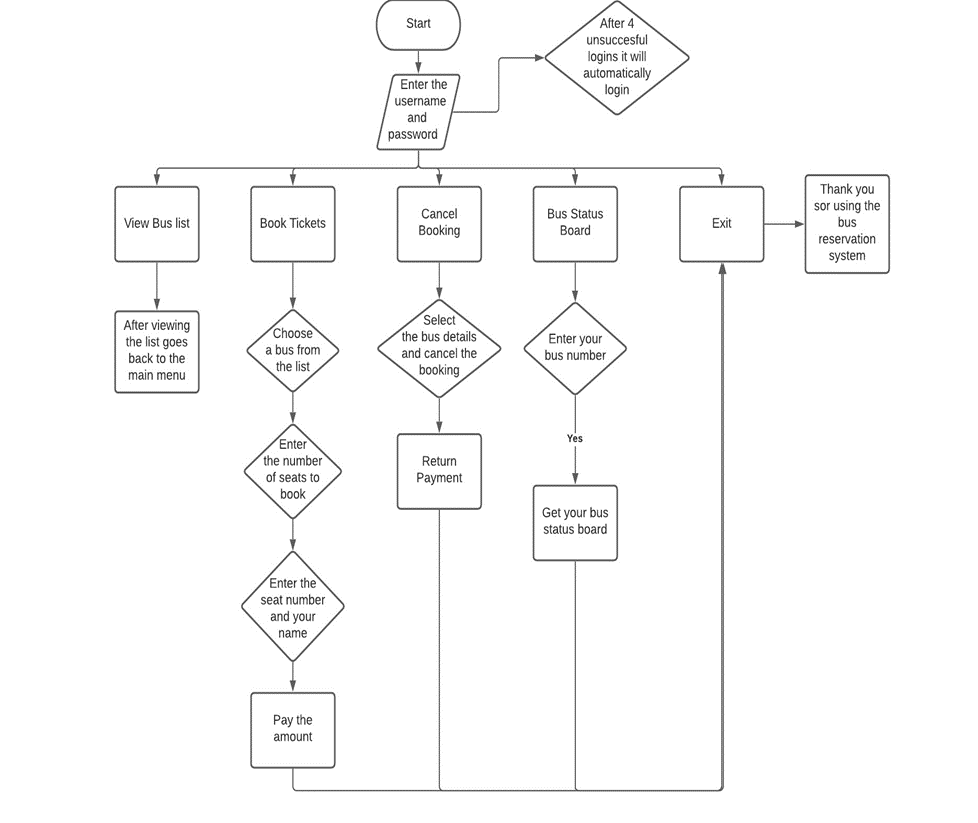 Start
After 4
unsuccesful
logins it will
automatically
login
Enter the
username
and
password
View Bus list
Book Tickets
Cancel
Booking
Bus Status
Board
Exit
Thank you
sor using the
bus
reservation
system
After viewing
the list goes
back to the
main menu
Choose
a bus from
the list
Select
the bus details
and cancel the
booking
Enter your
bus number
Enter
the number
of seats to
book
Return
Payment
Yes
Get your bus
status board
Enter the
seat number
and your
name
Pay the
amount